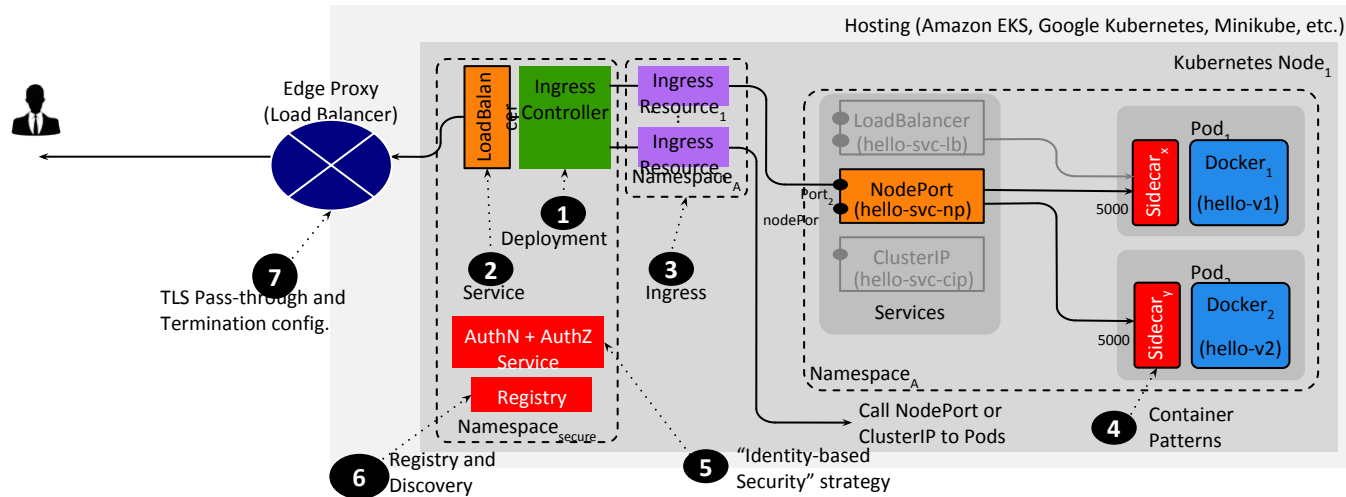 Hosting (Amazon EKS, Google Kubernetes, Minikube, etc.)
Kubernetes Node1
Edge Proxy
(Load Balancer)
LoadBalan
cer
Ingress
Controller
Ingress
Resource1
Ingress
Resource
NamespaceA
LoadBalancer
(hello-svc-lb)
Port2
nodePor
NodePort
(hello-svc-np)
ClusterIP
(hello-svc-cip)
Services
Pod1
5000
Sidecarx
Docker1
(hello-v1)
Pod2
5000
Sidecary
Docker2
(hello-v2)
NamespaceA
1
Deployment
2
Service
3
Ingress
7
TLS Pass-through and
Termination config.
AuthN + AuthZ
Service
Registry
Namespacesecure
Call NodePort or
ClusterIP to Pods
4
Container
Patterns
6
Registry and
Discovery
5
“Identity-based
Security” strategy